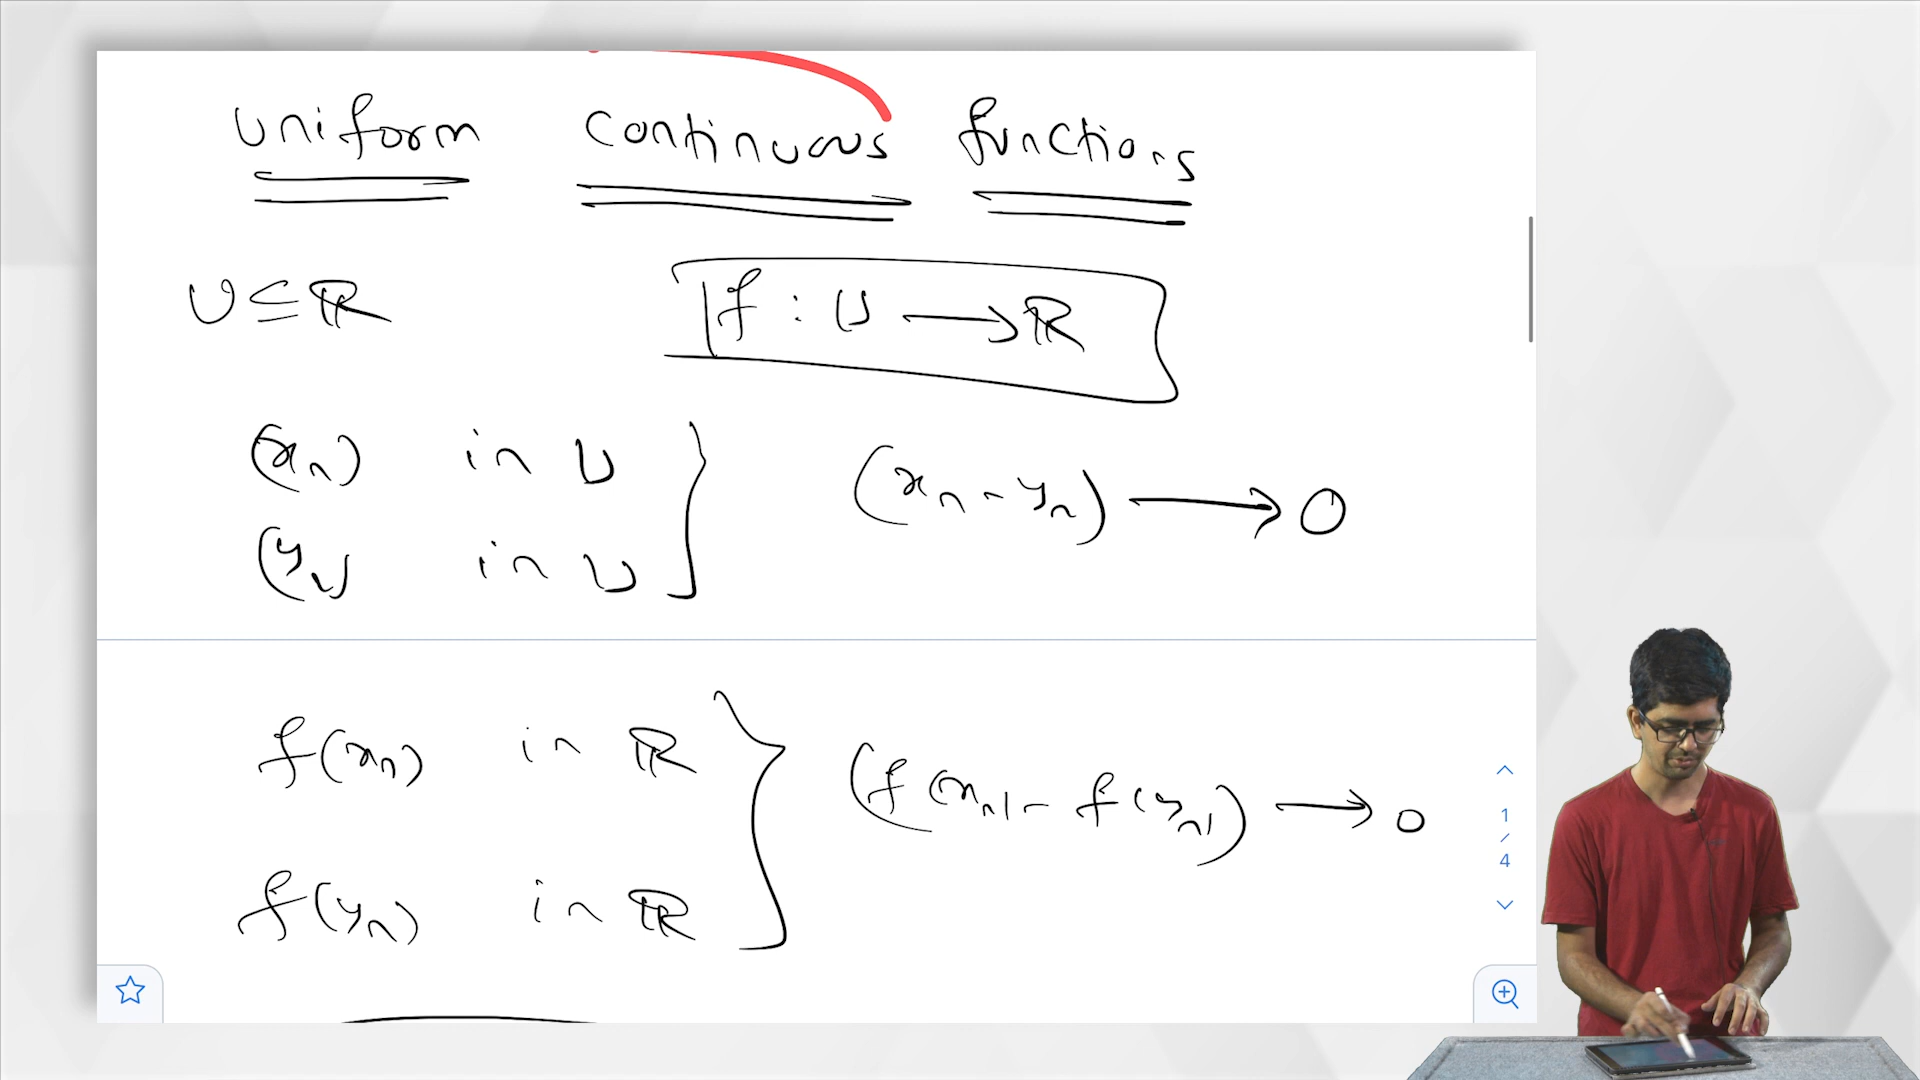 uniform continuous functions
U ⊆ ℝ
f : U → ℝ
(xₙ) in U
(yₙ) in U
(xₙ - yₙ) → 0
f(xₙ) in ℝ
f(yₙ) in ℝ
(f(xₙ) - f(yₙ)) → 0
1
/
4